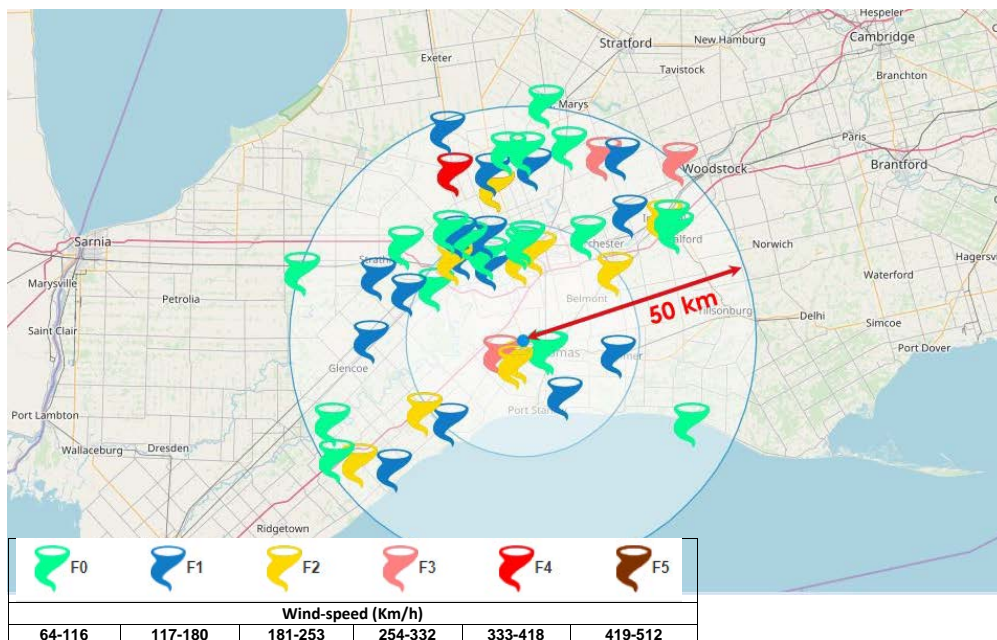 Hespeler
Stratford
New Hamburg
Cambridge
Exeter
Tavistock
Branchton
Marys
Paris
Woodstock
Brantford
Sarnia
Norwich
Hagersv
Marysville
Waterford
Petrolia
Belmont
50 km
Delhi
Simcoe
Saint Clair
Port Dover
Glencoe
Port Stan
Port Lambton
Wallaceburg
Dresden
Ridgetown
F0 F1 F2 F3 F4 F5
Wind-speed (Km/h)
64-116 117-180 181-253 254-332 333-418 419-512